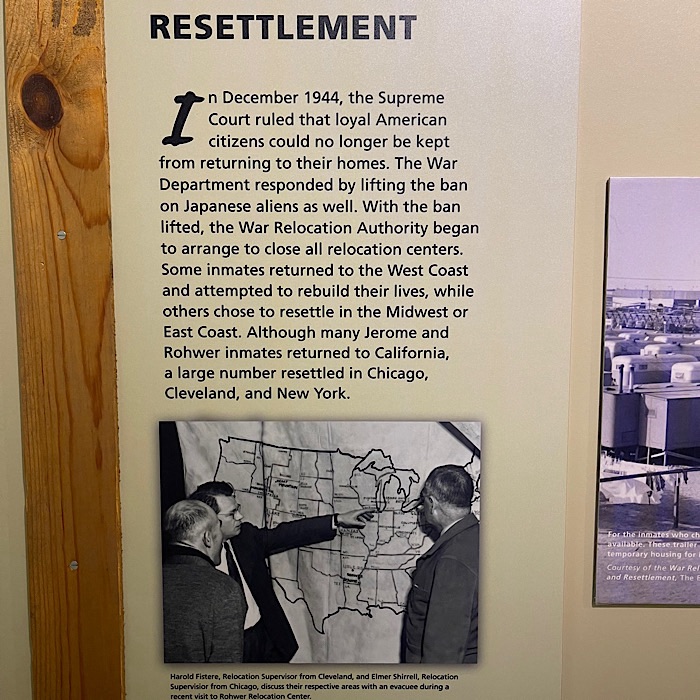 RESETTLEMENT
In December 1944, the Supreme
Court ruled that loyal American
citizens could no longer be kept
from returning to their homes. The War
Department responded by lifting the ban
on Japanese aliens as well. With the ban
lifted, the War Relocation Authority began
to arrange to close all relocation centers.
Some inmates returned to the West Coast
and attempted to rebuild their lives, while
others chose to resettle in the Midwest or
East Coast. Although many Jerome and
Rohwer inmates returned to California,
a large number resettled in Chicago,
Cleveland, and New York.
Harold Fistere, Relocation Supervisor from Cleveland, and Elmer Shirrell, Relocation
Supervisor from Chicago, discuss their respective areas with an evacuee during a
recent visit to Rohwer Relocation Center.
For the inmates who
available. These trailer
temporary housing for
Courtesy of the War
and Resettlement, The